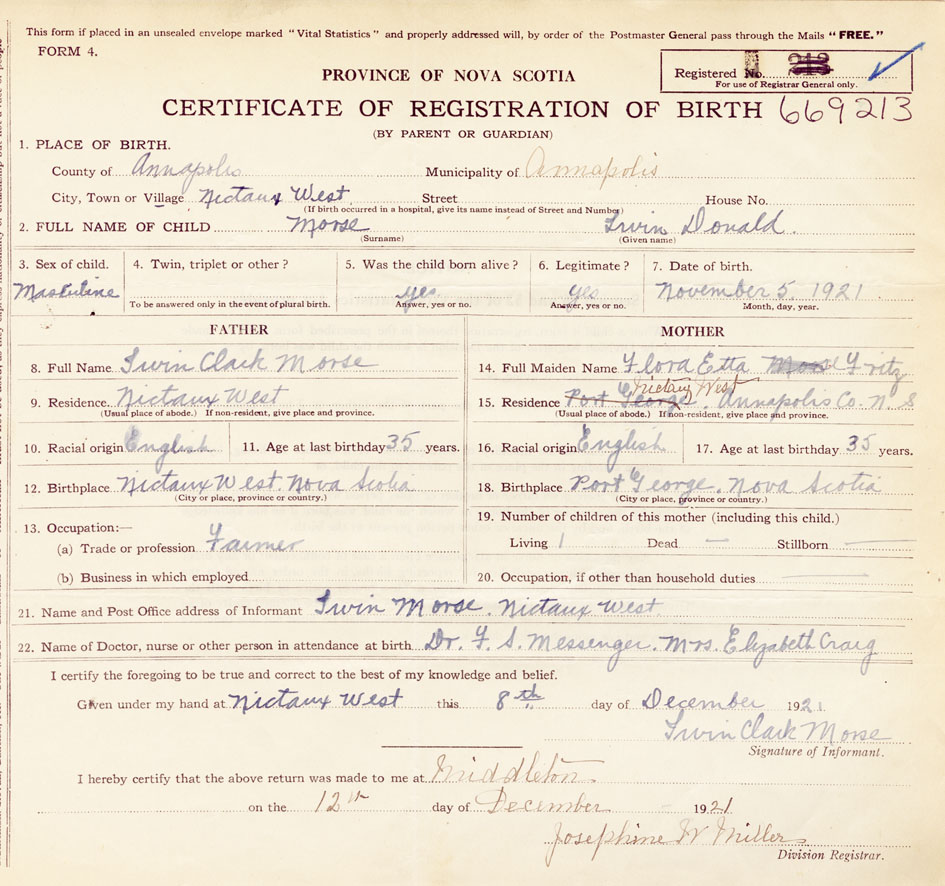 This form if placed in an unsealed envelope marked "Vital Statistics" and properly addressed will, by order of the Postmaster General pass through the Mails "FREE."
FORM 4.
Registered No. 213
For use of Registrar General only.
PROVINCE OF NOVA SCOTIA
CERTIFICATE OF REGISTRATION OF BIRTH 669213
(BY PARENT OR GUARDIAN)
1. PLACE OF BIRTH.
County of Annapolis Municipality of Annapolis
City, Town or Village Nictaux West Street House No.
(If birth occurred in a hospital, give its name instead of Street and Number)
2. FULL NAME OF CHILD Morse Irvin Donald.
(Surname) (Given name)
3. Sex of child. 4. Twin, triplet or other? 5. Was the child born alive? 6. Legitimate? 7. Date of birth.
Masculine yes yes November 5, 1921
To be answered only in the event of plural birth. Answer, yes or no. Answer, yes or no. Month, day, year.
FATHER MOTHER
8. Full Name Irvin Clark Morse 14. Full Maiden Name Flora Etta Morse Fritz
Nictaux West
9. Residence. Nictaux West 15. Residence Port George, Annapolis Co. N. S
(Usual place of abode.) If non-resident, give place and province. (Usual place of abode.) If non-resident, give place and province.
10. Racial origin English 11. Age at last birthday 35 years. 16. Racial origin English 17. Age at last birthday 35 years.
12. Birthplace Nictaux West, Nova Scotia 18. Birthplace Port George, Nova Scotia
(City or place, province or country.) (City or place, province or country.)
13. Occupation:— 19. Number of children of this mother (including this child.)
(a) Trade or profession Farmer Living 1 Dead — Stillborn —
(b) Business in which employed 20. Occupation, if other than household duties —
21. Name and Post Office address of Informant Irvin Morse. Nictaux West
22. Name of Doctor, nurse or other person in attendance at birth Dr. F. S. Messenger. Mrs. Elizabeth Craig
I certify the foregoing to be true and correct to the best of my knowledge and belief.
Given under my hand at Nictaux West this 8th day of December 1921.
Irvin Clark Morse
Signature of Informant.
I hereby certify that the above return was made to me at Middleton
on the 12th day of December 1921
Josephine W Miller
Division Registrar.